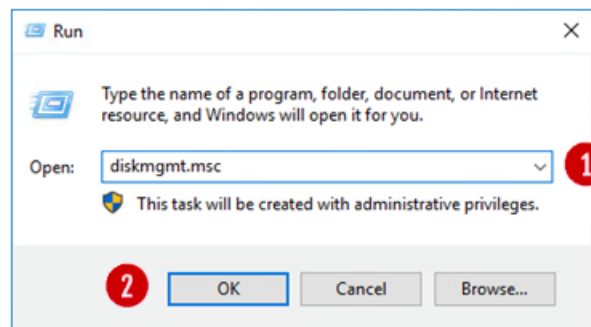 Run
Type the name of a program, folder, document, or Internet
resource, and Windows will open it for you.
Open: diskmgmt.msc 1
This task will be created with administrative privileges.
2 OK Cancel Browse...